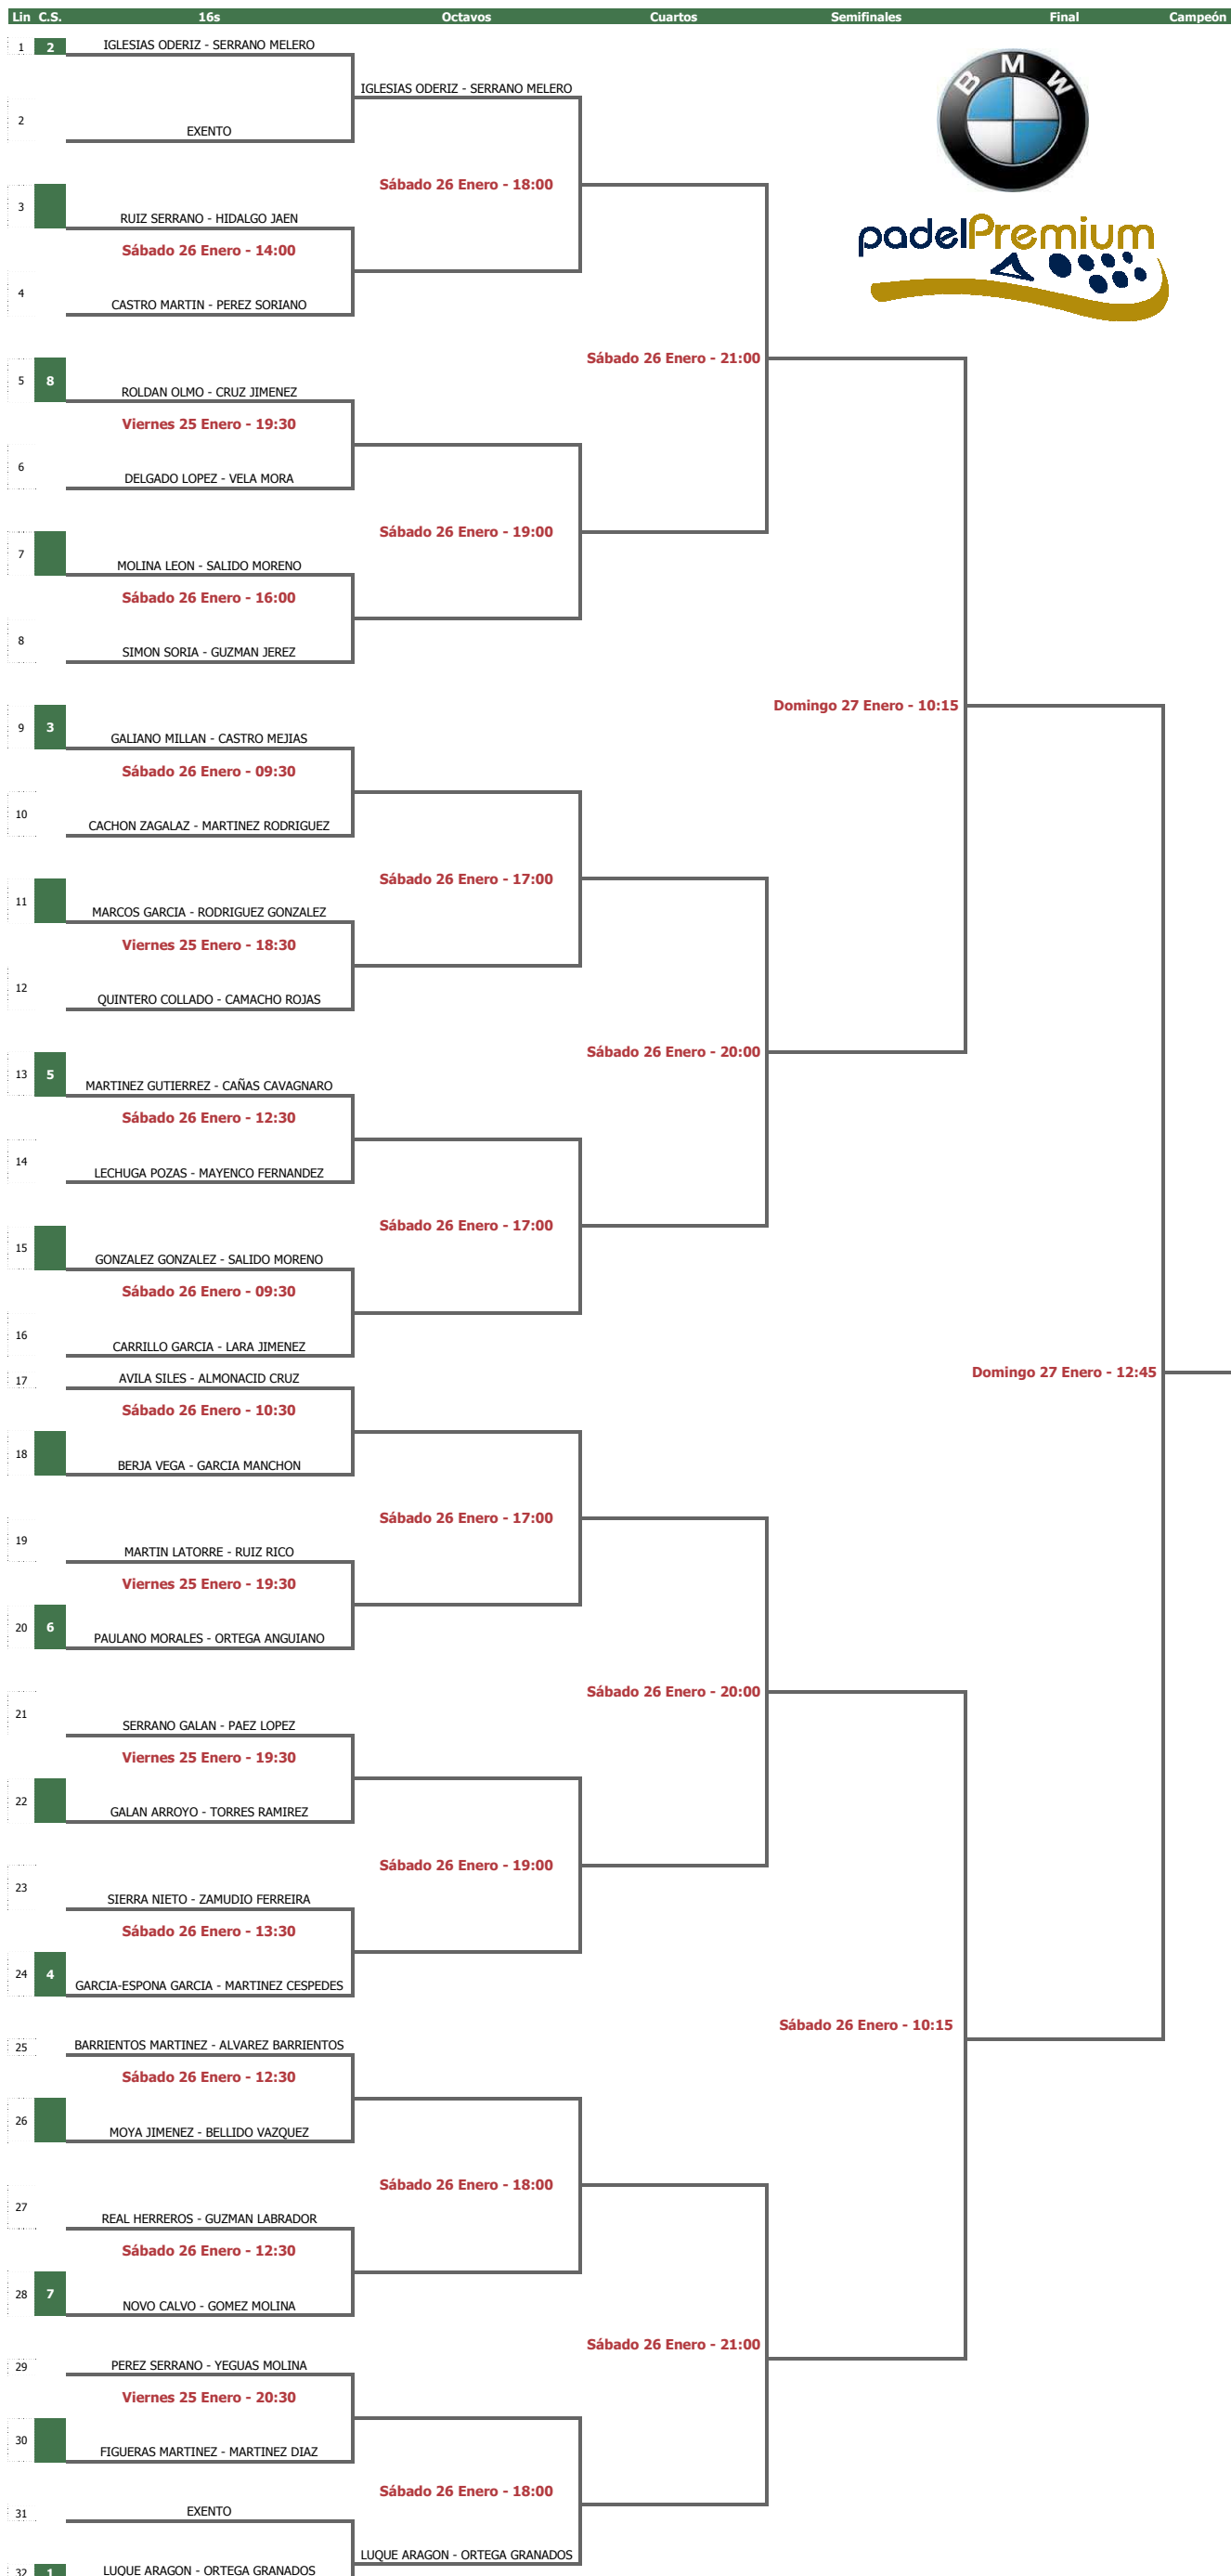 Lin C.S. 16s Octavos Cuartos Semifinales Final Campeón
1 2 IGLESIAS ODERIZ - SERRANO MELERO
BMW
IGLESIAS ODERIZ - SERRANO MELERO
2 EXENTO
Sábado 26 Enero - 18:00
3 RUIZ SERRANO - HIDALGO JAEN
padelPremium
Sábado 26 Enero - 14:00
4 CASTRO MARTIN - PEREZ SORIANO
Sábado 26 Enero - 21:00
5 8 ROLDAN OLMO - CRUZ JIMENEZ
Viernes 25 Enero - 19:30
6 DELGADO LOPEZ - VELA MORA
Sábado 26 Enero - 19:00
7 MOLINA LEON - SALIDO MORENO
Sábado 26 Enero - 16:00
8 SIMON SORIA - GUZMAN JEREZ
Domingo 27 Enero - 10:15
9 3 GALIANO MILLAN - CASTRO MEJIAS
Sábado 26 Enero - 09:30
10 CACHON ZAGALAZ - MARTINEZ RODRIGUEZ
Sábado 26 Enero - 17:00
11 MARCOS GARCIA - RODRIGUEZ GONZALEZ
Viernes 25 Enero - 18:30
12 QUINTERO COLLADO - CAMACHO ROJAS
Sábado 26 Enero - 20:00
13 5 MARTINEZ GUTIERREZ - CAÑAS CAVAGNARO
Sábado 26 Enero - 12:30
14 LECHUGA POZAS - MAYENCO FERNANDEZ
Sábado 26 Enero - 17:00
15 GONZALEZ GONZALEZ - SALIDO MORENO
Sábado 26 Enero - 09:30
16 CARRILLO GARCIA - LARA JIMENEZ
Domingo 27 Enero - 12:45
17 AVILA SILES - ALMONACID CRUZ
Sábado 26 Enero - 10:30
18 BERJA VEGA - GARCIA MANCHON
Sábado 26 Enero - 17:00
19 MARTIN LATORRE - RUIZ RICO
Viernes 25 Enero - 19:30
20 6 PAULANO MORALES - ORTEGA ANGUIANO
Sábado 26 Enero - 20:00
21 SERRANO GALAN - PAEZ LOPEZ
Viernes 25 Enero - 19:30
22 GALAN ARROYO - TORRES RAMIREZ
Sábado 26 Enero - 19:00
23 SIERRA NIETO - ZAMUDIO FERREIRA
Sábado 26 Enero - 13:30
24 4 GARCIA-ESPONA GARCIA - MARTINEZ CESPEDES
Sábado 26 Enero - 10:15
25 BARRIENTOS MARTINEZ - ALVAREZ BARRIENTOS
Sábado 26 Enero - 12:30
26 MOYA JIMENEZ - BELLIDO VAZQUEZ
Sábado 26 Enero - 18:00
27 REAL HERREROS - GUZMAN LABRADOR
Sábado 26 Enero - 12:30
28 7 NOVO CALVO - GOMEZ MOLINA
Sábado 26 Enero - 21:00
29 PEREZ SERRANO - YEGUAS MOLINA
Viernes 25 Enero - 20:30
30 FIGUERAS MARTINEZ - MARTINEZ DIAZ
Sábado 26 Enero - 18:00
31 EXENTO
LUQUE ARAGON - ORTEGA GRANADOS
32 1 LUQUE ARAGON - ORTEGA GRANADOS